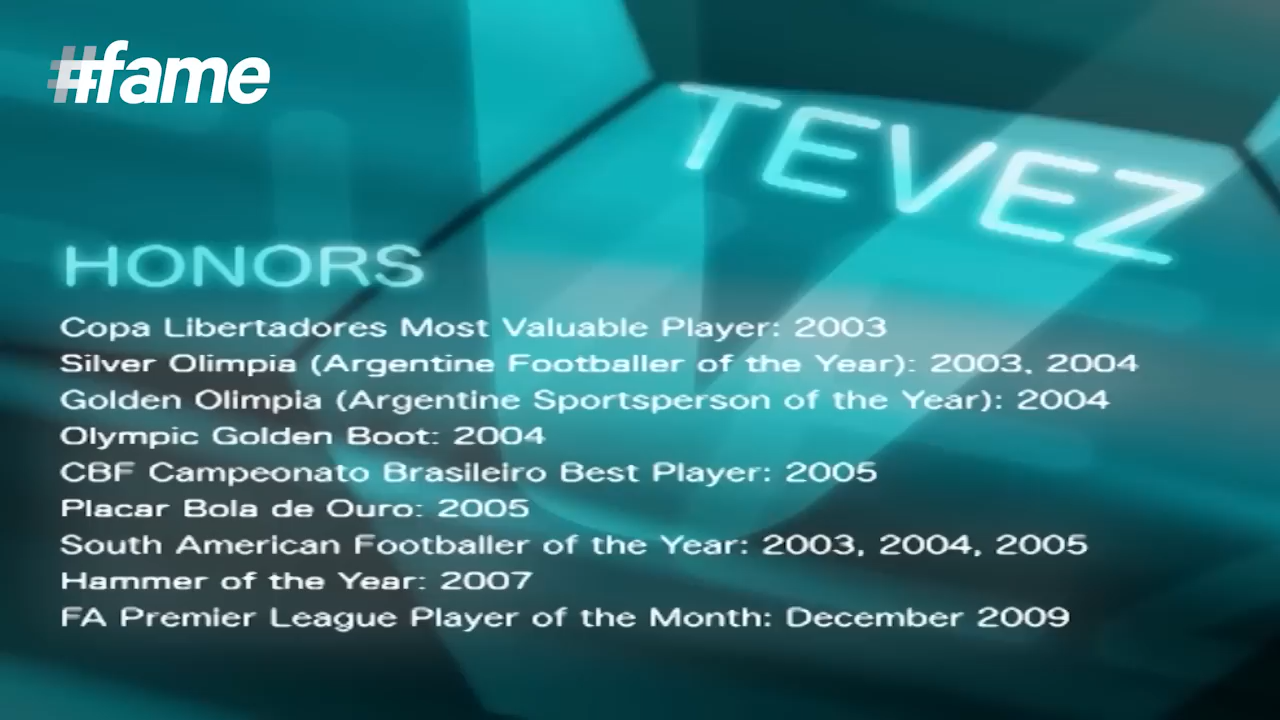 #fame
TEVEZ
HONORS
Copa Libertadores Most Valuable Player: 2003
Silver Olimpia (Argentine Footballer of the Year): 2003, 2004
Golden Olimpia (Argentine Sportsperson of the Year): 2004
Olympic Golden Boot: 2004
CBF Campeonato Brasileiro Best Player: 2005
Placar Bola de Ouro: 2005
South American Footballer of the Year: 2003, 2004, 2005
Hammer of the Year: 2007
FA Premier League Player of the Month: December 2009